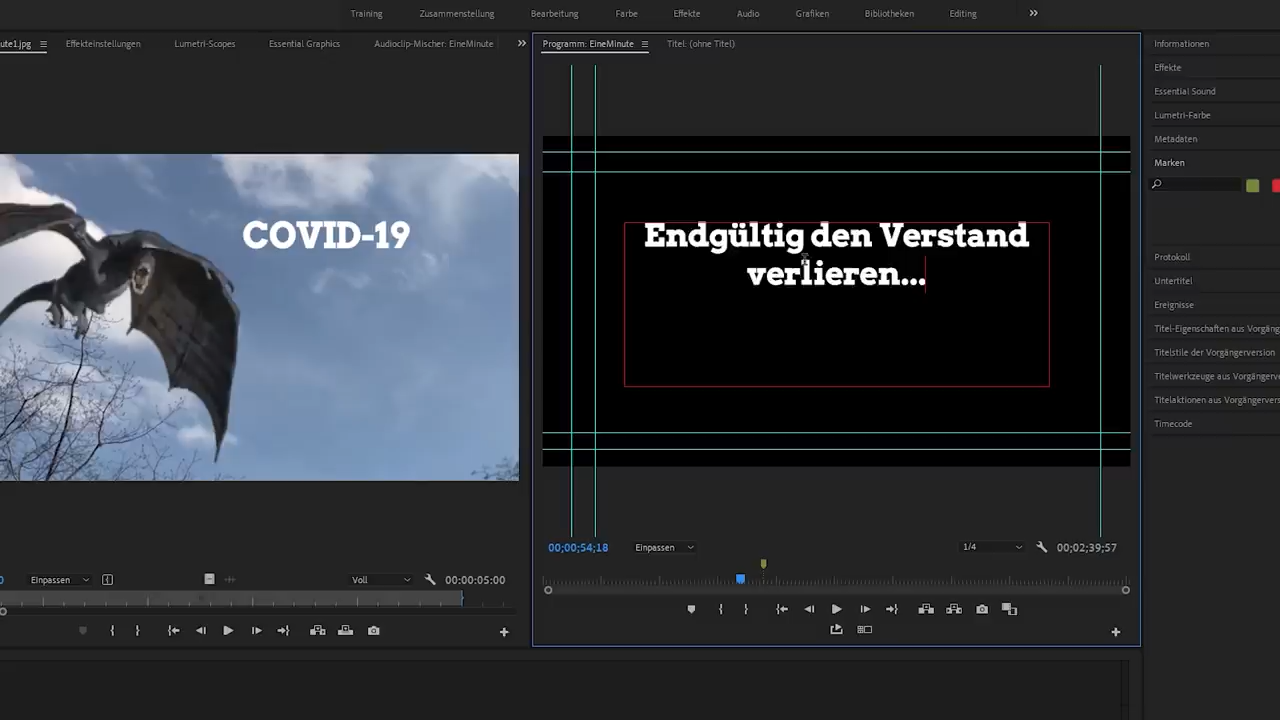 Training Zusammenstellung Bearbeitung Farbe Effekte Audio Grafiken Bibliotheken Editing
ute1.jpg Effekteinstellungen Lumetri-Scopes Essential Graphics Audioclip-Mischer: EineMinute
Programm: EineMinute Titel: (ohne Titel)
COVID-19
Endgültig den Verstand
verlieren...
00;00;54;18 Einpassen 1/4 00;02;39;57
Einpassen Voll 00:00:05:00
Informationen
Effekte
Essential Sound
Lumetri-Farbe
Metadaten
Marken
Protokoll
Untertitel
Ereignisse
Titel-Eigenschaften aus Vorgäng
Titelstile der Vorgängerversion
Titelwerkzeuge aus Vorgängerve
Titelaktionen aus Vorgängervers
Timecode